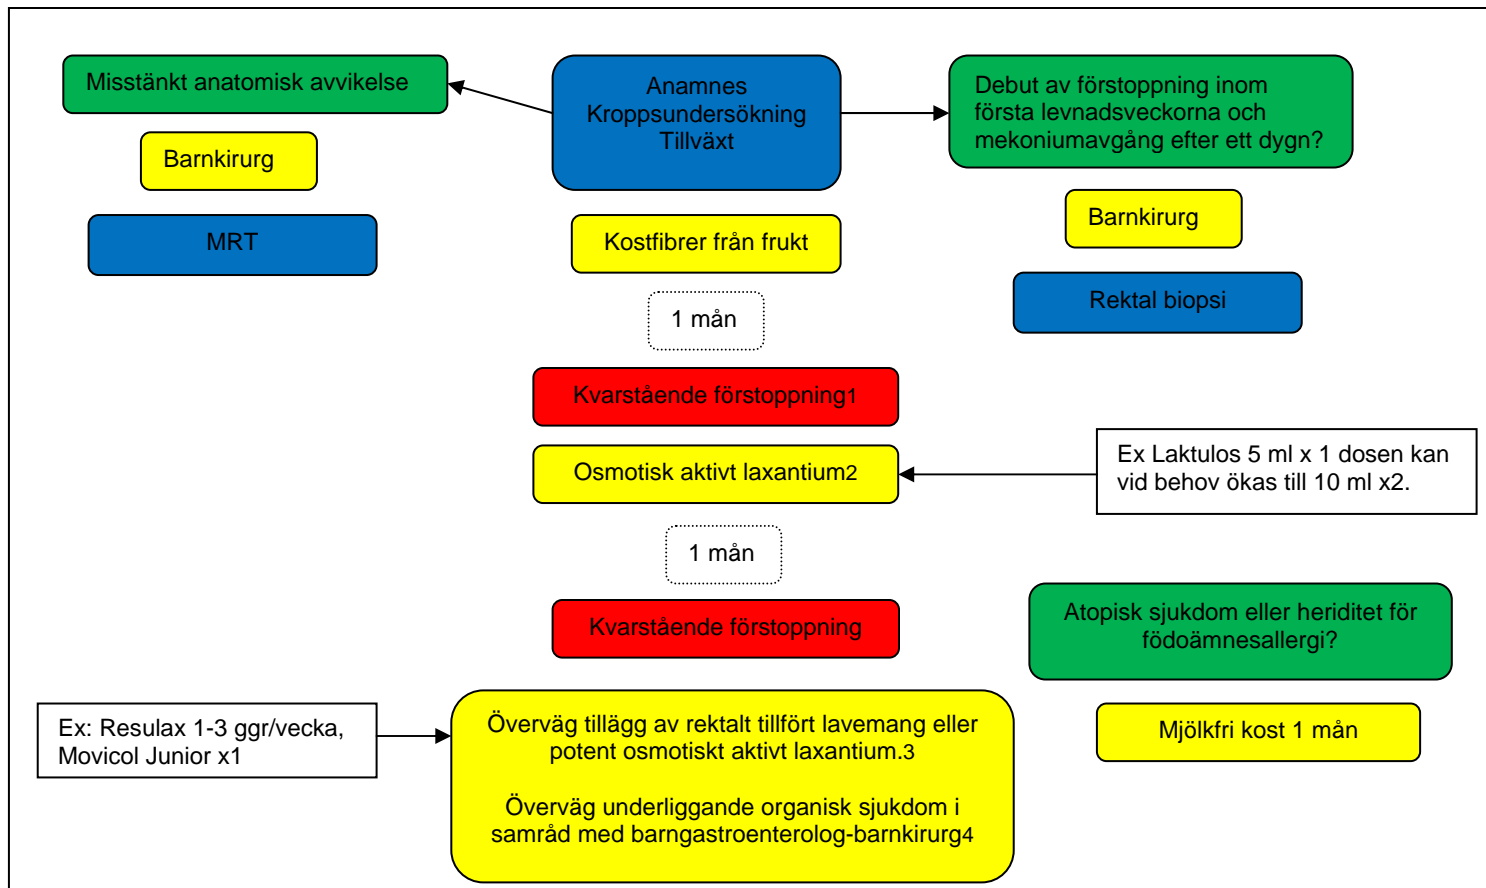 Misstänkt anatomisk avvikelse
Barnkirurg
MRT
Anamnes
Kroppsundersökning
Tillväxt
Debut av förstoppning inom
första levnadsveckorna och
mekoniumavgång efter ett dygn?
Barnkirurg
Rektal biopsi
Kostfibrer från frukt
1 mån
Kvarstående förstoppning1
Osmotisk aktivt laxantium2
Ex Laktulos 5 ml x 1 dosen kan
vid behov ökas till 10 ml x2.
1 mån
Kvarstående förstoppning
Atopisk sjukdom eller heriditet för
födoämnesallergi?
Mjölkfri kost 1 mån
Ex: Resulax 1-3 ggr/vecka,
Movicol Junior x1
Överväg tillägg av rektalt tillfört lavemang eller
potent osmotiskt aktivt laxantium.3
Överväg underliggande organisk sjukdom i
samråd med barngastroenterolog-barnkirurg4